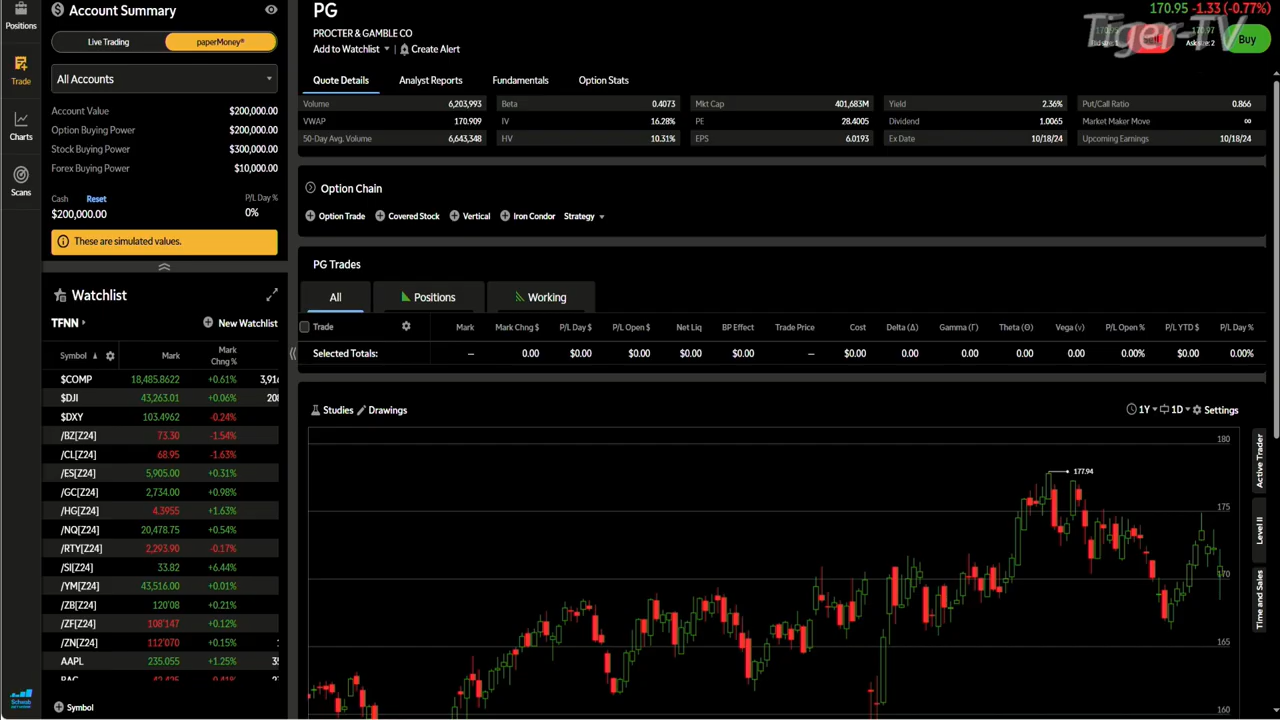 Positions
Trade
Charts
Scans
Schwab
Account Summary
Live Trading
paperMoney®
All Accounts
Account Value $200,000.00
Option Buying Power $200,000.00
Stock Buying Power $300,000.00
Forex Buying Power $10,000.00
Cash Reset P/L Day %
$200,000.00 0%
These are simulated values.
Watchlist
TFNN New Watchlist
Symbol Mark Mark Chng %
$COMP 18,485.8622 +0.61%
$DJI 43,263.01 +0.06%
$DXY 103.4962 -0.24%
/BZ[Z24] 73.30 -1.54%
/CL[Z24] 68.95 -1.63%
/ES[Z24] 5,905.00 +0.31%
/GC[Z24] 2,734.00 +0.98%
/HG[Z24] 4.3955 +1.63%
/NQ[Z24] 20,478.75 +0.54%
/RTY[Z24] 2,293.90 -0.17%
/SI[Z24] 33.82 +6.44%
/YM[Z24] 43,516.00 +0.01%
/ZB[Z24] 120'08 +0.21%
/ZF[Z24] 108'147 +0.12%
/ZN[Z24] 112'070 +0.15%
AAPL 235.055 +1.25%
Symbol
PG
170.95 -1.33 (-0.77%)
PROCTER & GAMBLE CO
Add to Watchlist Create Alert
Tiger-TV
Buy
Quote Details Analyst Reports Fundamentals Option Stats
Volume 6,203,993 Beta 0.4073 Mkt Cap 401,683M Yield 2.36% Put/Call Ratio 0.866
VWAP 170.909 IV 16.28% PE 28.4005 Dividend 1.0065 Market Maker Move ∞
50-Day Avg. Volume 6,643,348 HV 10.31% EPS 6.0193 Ex Date 10/18/24 Upcoming Earnings 10/18/24
Option Chain
Option Trade Covered Stock Vertical Iron Condor Strategy
PG Trades
All Positions Working
Trade Mark Mark Chng $ P/L Day $ P/L Open $ Net Liq BP Effect Trade Price Cost Delta (Δ) Gamma (Γ) Theta (Θ) Vega (ν) P/L Open % P/L YTD $ P/L Day %
Selected Totals: – 0.00 $0.00 $0.00 $0.00 $0.00 – $0.00 0.00 0.00 0.00 0.00 0.00% $0.00 0.00%
Studies Drawings 1Y 1D Settings
180
177.94
175
170
165
160
Active Trader
Level II
Time and Sales